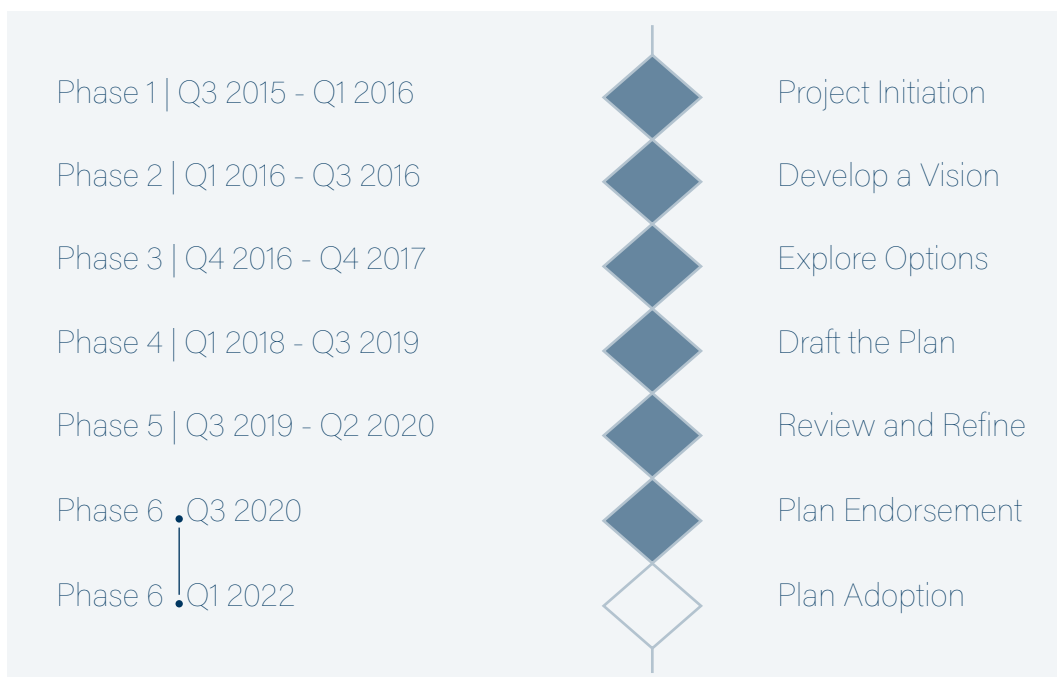 Phase 1 | Q3 2015 - Q1 2016 Project Initiation
Phase 2 | Q1 2016 - Q3 2016 Develop a Vision
Phase 3 | Q4 2016 - Q4 2017 Explore Options
Phase 4 | Q1 2018 - Q3 2019 Draft the Plan
Phase 5 | Q3 2019 - Q2 2020 Review and Refine
Phase 6 Q3 2020 Plan Endorsement
Phase 6 Q1 2022 Plan Adoption